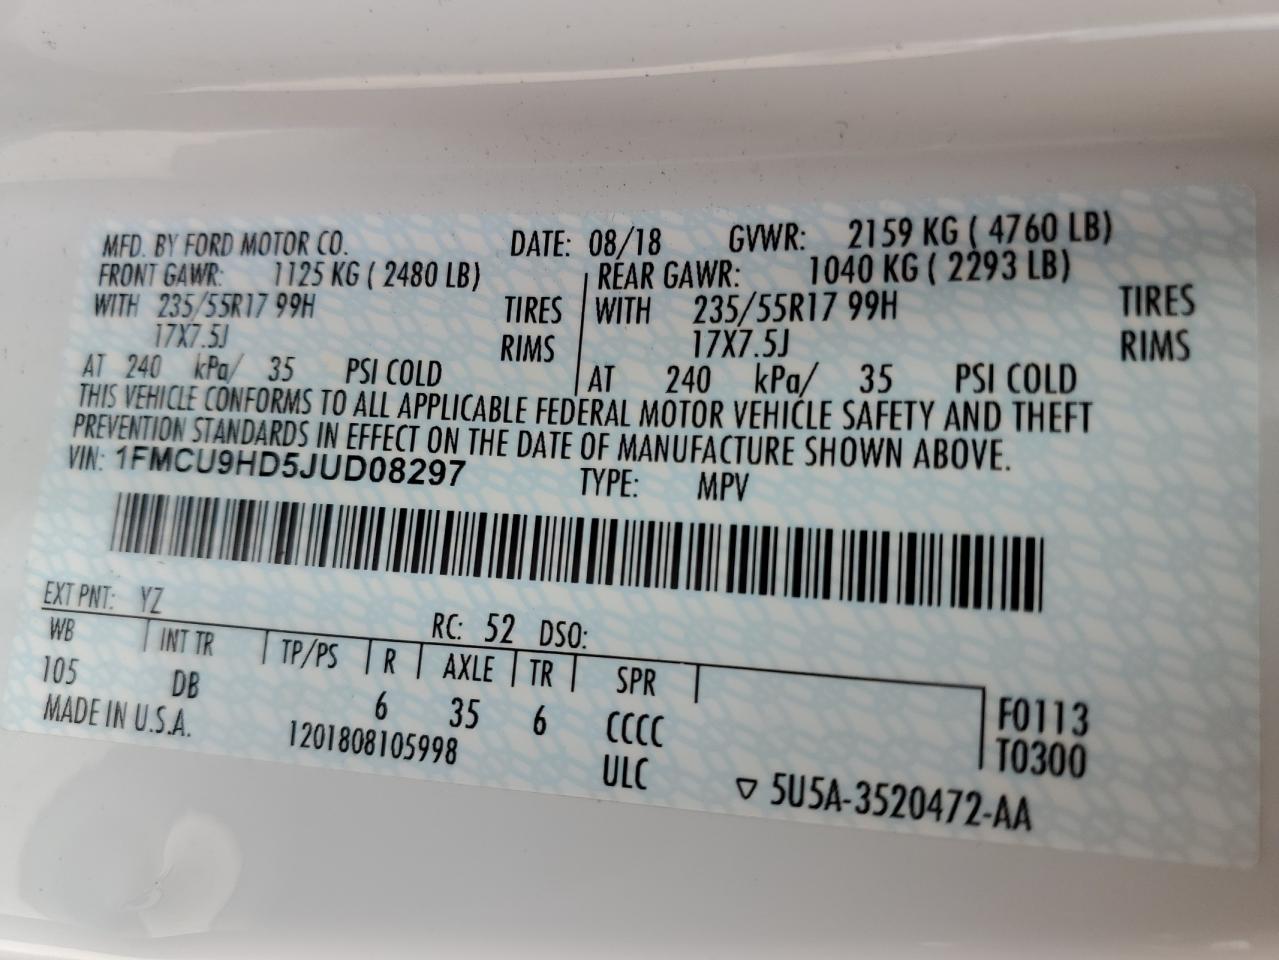 MFD. BY FORD MOTOR CO. DATE: 08/18 GVWR: 2159 KG ( 4760 LB)
FRONT GAWR: 1125 KG ( 2480 LB) REAR GAWR: 1040 KG ( 2293 LB)
WITH 235/55R17 99H TIRES WITH 235/55R17 99H TIRES
17X7.5J RIMS 17X7.5J RIMS
AT 240 kPa/ 35 PSI COLD AT 240 kPa/ 35 PSI COLD
THIS VEHICLE CONFORMS TO ALL APPLICABLE FEDERAL MOTOR VEHICLE SAFETY AND THEFT
PREVENTION STANDARDS IN EFFECT ON THE DATE OF MANUFACTURE SHOWN ABOVE.
VIN: 1FMCU9HD5JUD08297 TYPE: MPV
EXT PNT: YZ RC: 52 DSO:
WB INT TR TP/PS R AXLE TR SPR
105 DB 6 35 6 CCCC F0113
MADE IN U.S.A. 1201808105998 ULC T0300
5U5A-3520472-AA